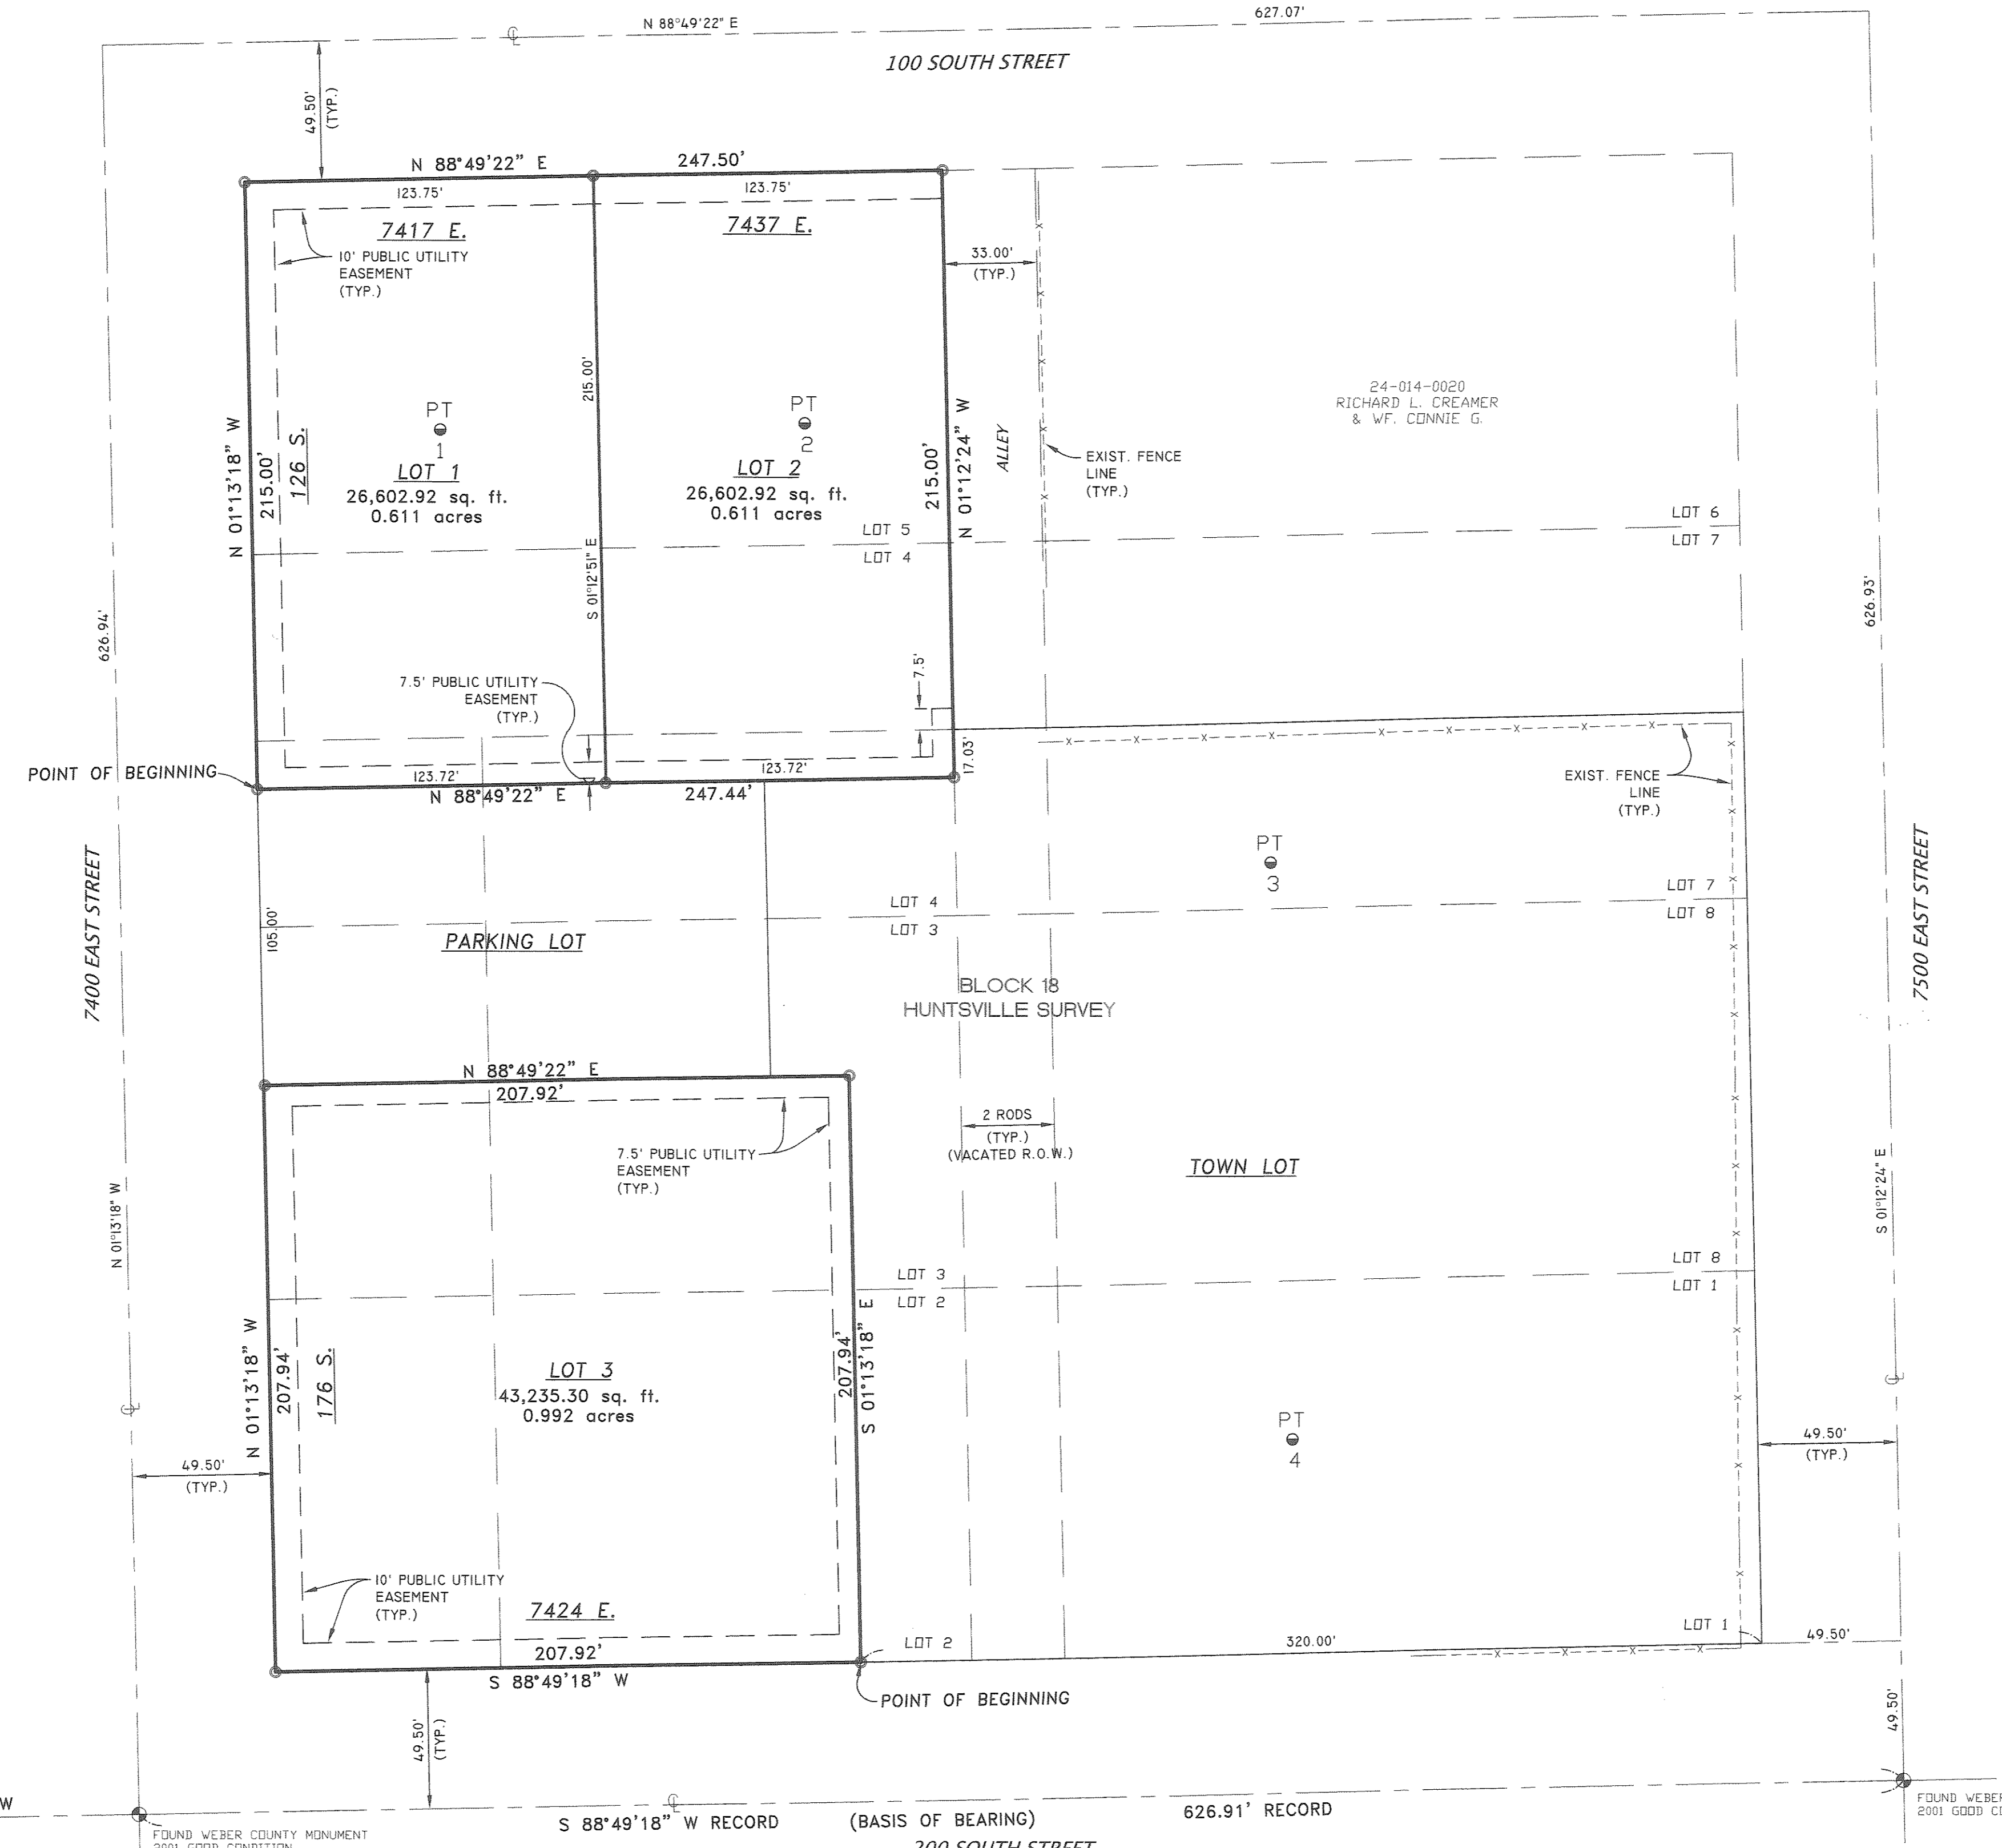 N 88°49'22" E
627.07'
100 SOUTH STREET
49.50'
(TYP.)
N 88°49'22" E
247.50'
123.75'
123.75'
7417 E.
7437 E.
10' PUBLIC UTILITY
EASEMENT
(TYP.)
33.00'
(TYP.)
24-014-0020
RICHARD L. CREAMER
& WF. CONNIE G.
N 01°13'18" W
215.00'
126 S.
PT
1
LOT 1
26,602.92 sq. ft.
0.611 acres
215.00'
S 01°12'51" E
PT
2
LOT 2
26,602.92 sq. ft.
0.611 acres
215.00'
N 01°12'24" W
ALLEY
EXIST. FENCE
LINE
(TYP.)
LOT 5
LOT 4
LOT 6
LOT 7
626.94'
626.93'
7.5' PUBLIC UTILITY
EASEMENT
(TYP.)
7.5'
17.03'
POINT OF BEGINNING
123.72'
123.72'
N 88°49'22" E
247.44'
EXIST. FENCE
LINE
(TYP.)
7400 EAST STREET
7500 EAST STREET
PT
3
105.00'
PARKING LOT
LOT 4
LOT 3
LOT 7
LOT 8
BLOCK 18
HUNTSVILLE SURVEY
N 88°49'22" E
207.92'
7.5' PUBLIC UTILITY
EASEMENT
(TYP.)
2 RODS
(TYP.)
(VACATED R.O.W.)
TOWN LOT
N 01°13'18" W
S 01°12'24" E
LOT 3
LOT 2
LOT 8
LOT 1
N 01°13'18" W
207.94'
176 S.
LOT 3
43,235.30 sq. ft.
0.992 acres
207.94'
S 01°13'18" E
PT
4
49.50'
(TYP.)
49.50'
(TYP.)
10' PUBLIC UTILITY
EASEMENT
(TYP.)
7424 E.
207.92'
S 88°49'18" W
LOT 2
320.00'
LOT 1
49.50'
POINT OF BEGINNING
49.50'
(TYP.)
49.50'
W
S 88°49'18" W RECORD
(BASIS OF BEARING)
626.91' RECORD
FOUND WEBER COUNTY MONUMENT
2001 GOOD CONDITION
FOUND WEBER
2001 GOOD CO
200 SOUTH STREET